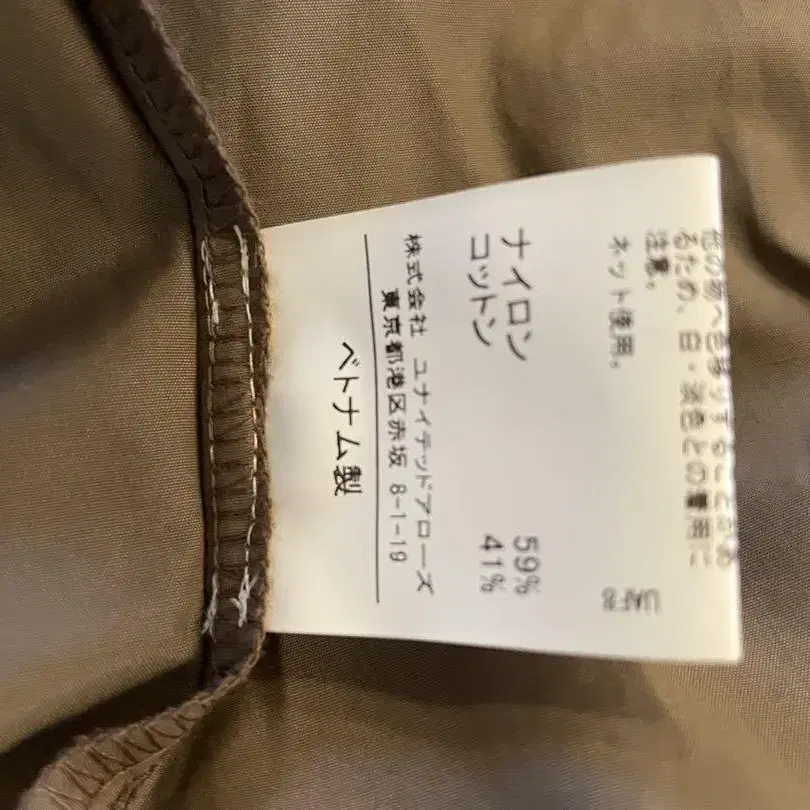 他の物へ色移りすることがあ
るため、白・淡色との着用に
注意。
ネット使用。
ナイロン 59%
コットン 41%
株式会社 ユナイテッドアローズ
東京都港区赤坂 8-1-19
ベトナム製